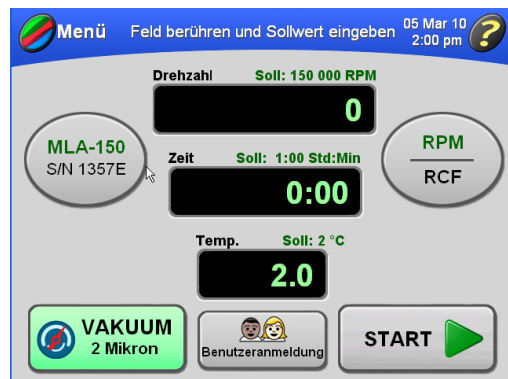 Menü
Feld berühren und Sollwert eingeben
05 Mar 10
2:00 pm
?
Drehzahl Soll: 150 000 RPM
0
MLA-150
S/N 1357E
Zeit Soll: 1:00 Std:Min
0:00
RPM
RCF
Temp. Soll: 2 °C
2.0
VAKUUM
2 Mikron
Benutzeranmeldung
START